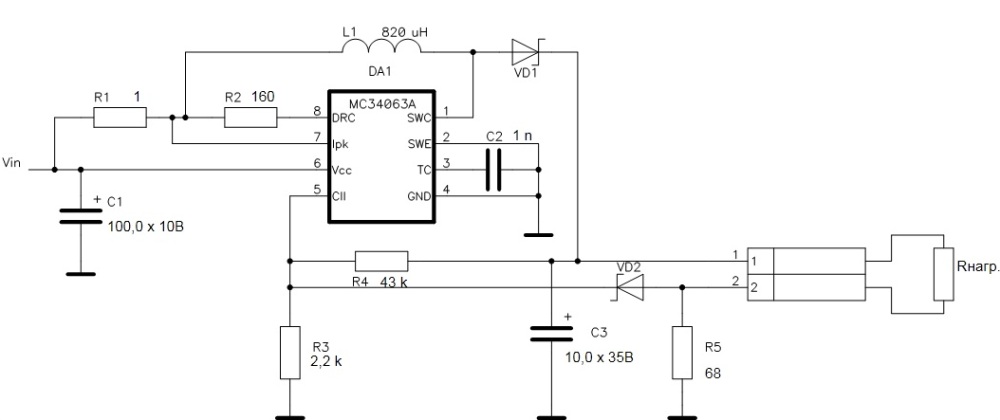 L1 820 uH
DA1
VD1
R1 1
R2 160
MC34063A
8 DRC SWC 1
7 Ipk SWE 2
C2 1 n
Vin
6 Vcc TC 3
5 CII GND 4
+ C1
100,0 x 10В
1 1
R4 43 k
VD2
2 2
Rнагр.
+
C3
10,0 x 35В
R3
2,2 k
R5
68